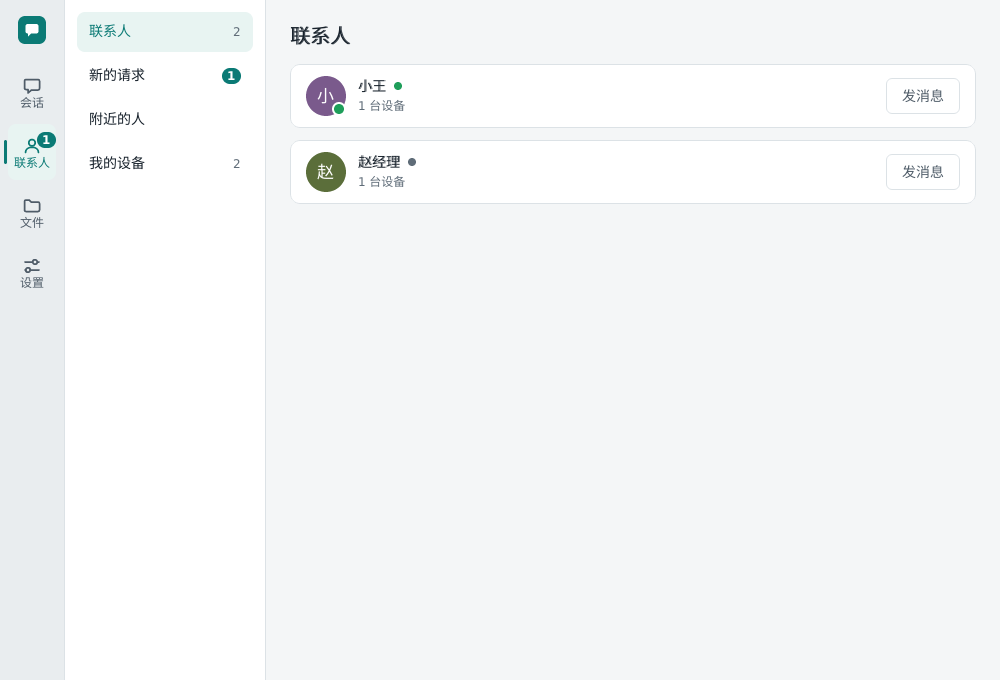 会话
1
联系人
文件
设置
联系人 2
新的请求 1
附近的人
我的设备 2
联系人
小
小王
1 台设备
发消息
赵
赵经理
1 台设备
发消息